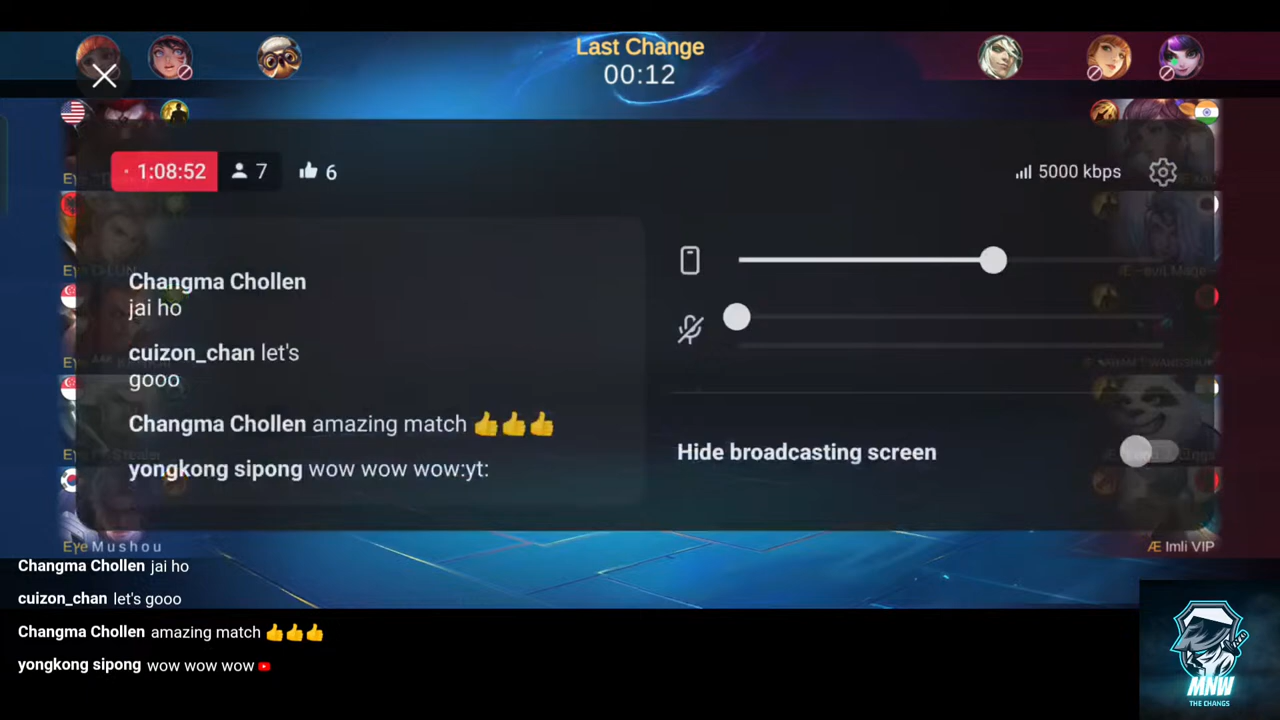 Last Change
00:12
1:08:52
7
6
5000 kbps
Changma Chollen
jai ho
cuizon_chan let's
gooo
Changma Chollen amazing match 👍👍👍
yongkong sipong wow wow wow:yt:
Hide broadcasting screen
Eye Mushou
Æ Imli VIP
Changma Chollen jai ho
cuizon_chan let's gooo
Changma Chollen amazing match 👍👍👍
yongkong sipong wow wow wow
MNW
THE CHANGS